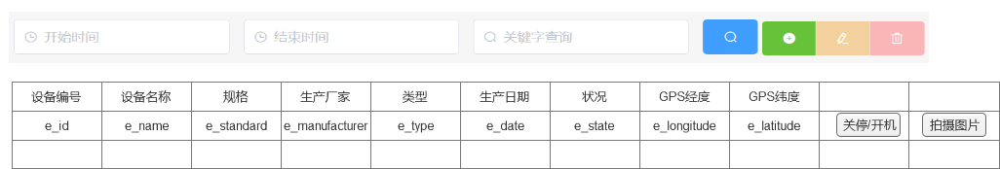 开始时间 结束时间 关键字查询
设备编号 设备名称 规格 生产厂家 类型 生产日期 状况 GPS经度 GPS纬度
e_id e_name e_standard e_manufacturer e_type e_date e_state e_longitude e_latitude 关停/开机 拍摄图片